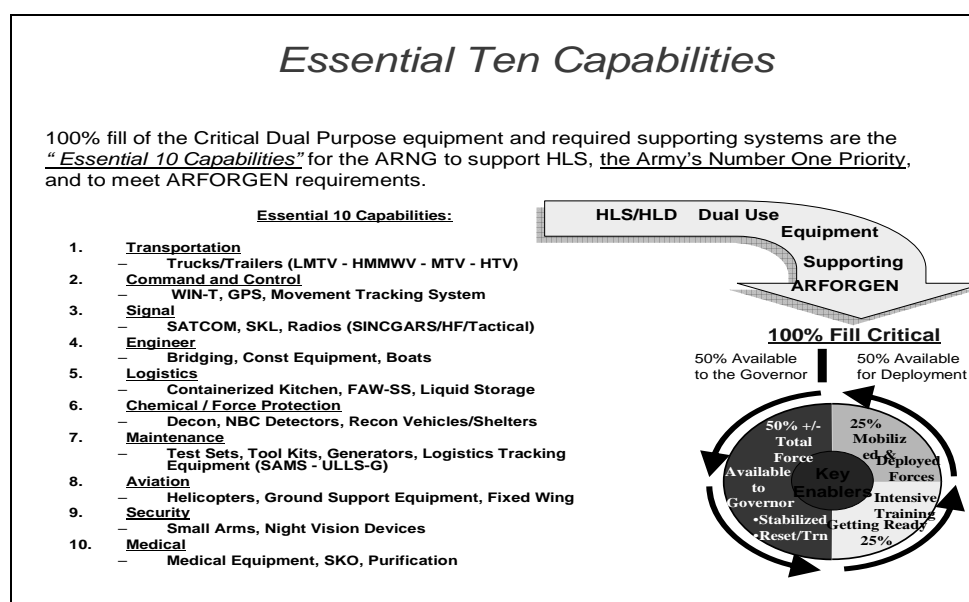 Essential Ten Capabilities
100% fill of the Critical Dual Purpose equipment and required supporting systems are the
“ Essential 10 Capabilities” for the ARNG to support HLS, the Army’s Number One Priority,
and to meet ARFORGEN requirements.
Essential 10 Capabilities:
1. Transportation
– Trucks/Trailers (LMTV - HMMWV - MTV - HTV)
2. Command and Control
– WIN-T, GPS, Movement Tracking System
3. Signal
– SATCOM, SKL, Radios (SINCGARS/HF/Tactical)
4. Engineer
– Bridging, Const Equipment, Boats
5. Logistics
– Containerized Kitchen, FAW-SS, Liquid Storage
6. Chemical / Force Protection
– Decon, NBC Detectors, Recon Vehicles/Shelters
7. Maintenance
– Test Sets, Tool Kits, Generators, Logistics Tracking
Equipment (SAMS - ULLS-G)
8. Aviation
– Helicopters, Ground Support Equipment, Fixed Wing
9. Security
– Small Arms, Night Vision Devices
10. Medical
– Medical Equipment, SKO, Purification
HLS/HLD Dual Use
Equipment
Supporting
ARFORGEN
100% Fill Critical
50% Available
to the Governor
50% Available
for Deployment
50% +/-
Total
Force
Available
to
Governor
•Stabilized
•Reset/Trn
25%
Mobiliz
ed &
Deployed
Forces
Key
Enablers
Intensive
Training
Getting Ready
25%